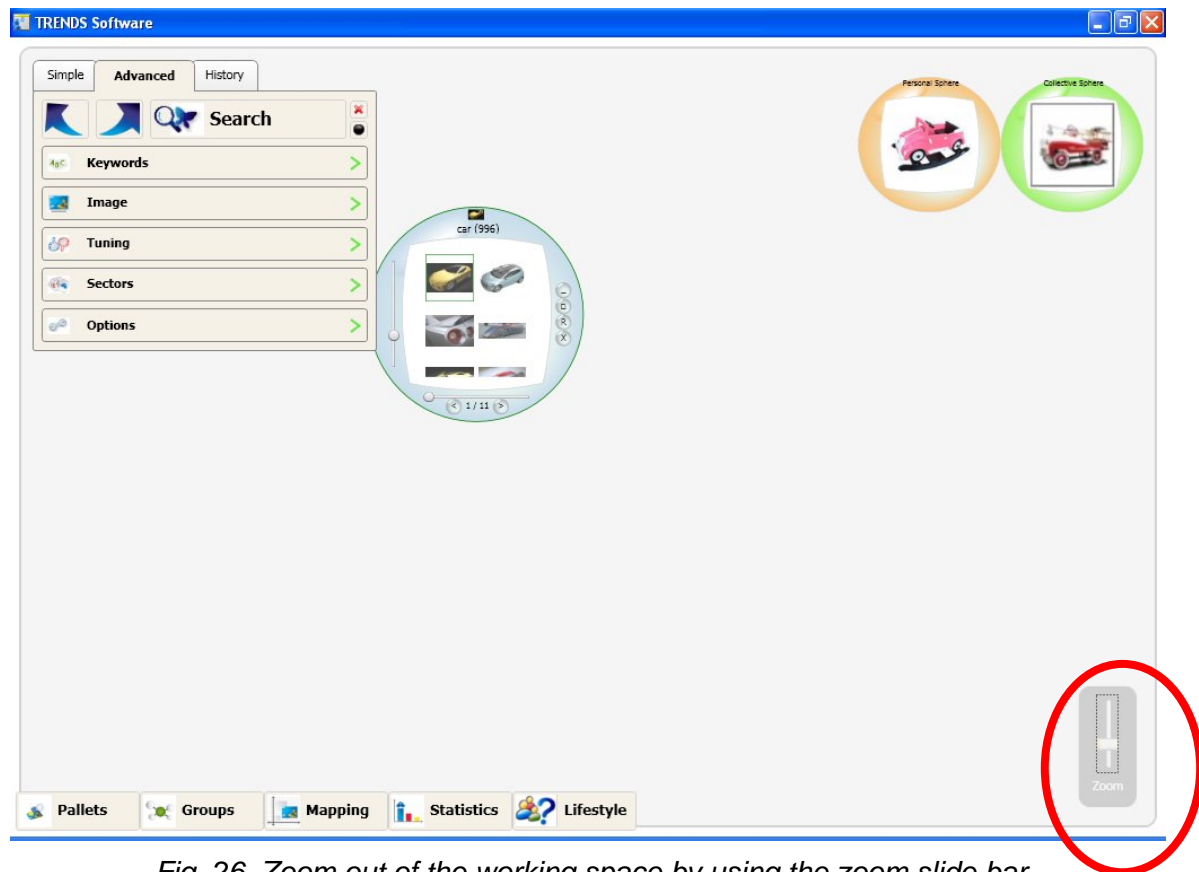 TRENDS Software
Simple Advanced History
Search
ABC Keywords
Image
Tuning
Sectors
Options
Personal Sphere
Collective Sphere
car (996)
C
R
X
< 1 / 11 >
Zoom
Pallets Groups Mapping Statistics Lifestyle
Fig. 26. Zoom out of the working space by using the zoom slide bar